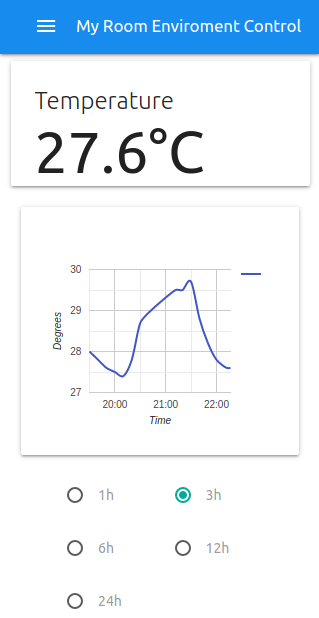 My Room Enviroment Control
Temperature
27.6°C
30
29
28
27
Degrees
20:00 21:00 22:00
Time
1h 3h
6h 12h
24h